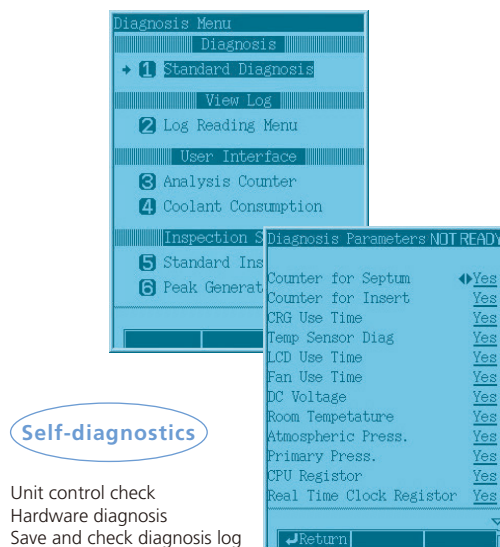 Diagnosis Menu
Diagnosis
1 Standard Diagnosis
View Log
2 Log Reading Menu
User Interface
3 Analysis Counter
4 Coolant Consumption
Inspection S
5 Standard Ins
6 Peak Generat
Diagnosis Parameters NOT READY
Counter for Septum Yes
Counter for Insert Yes
CRG Use Time Yes
Temp Sensor Diag Yes
LCD Use Time Yes
Fan Use Time Yes
DC Voltage Yes
Room Tempetature Yes
Atmospheric Press. Yes
Primary Press. Yes
CPU Registor Yes
Real Time Clock Registor Yes
Return
Self-diagnostics
Unit control check
Hardware diagnosis
Save and check diagnosis log